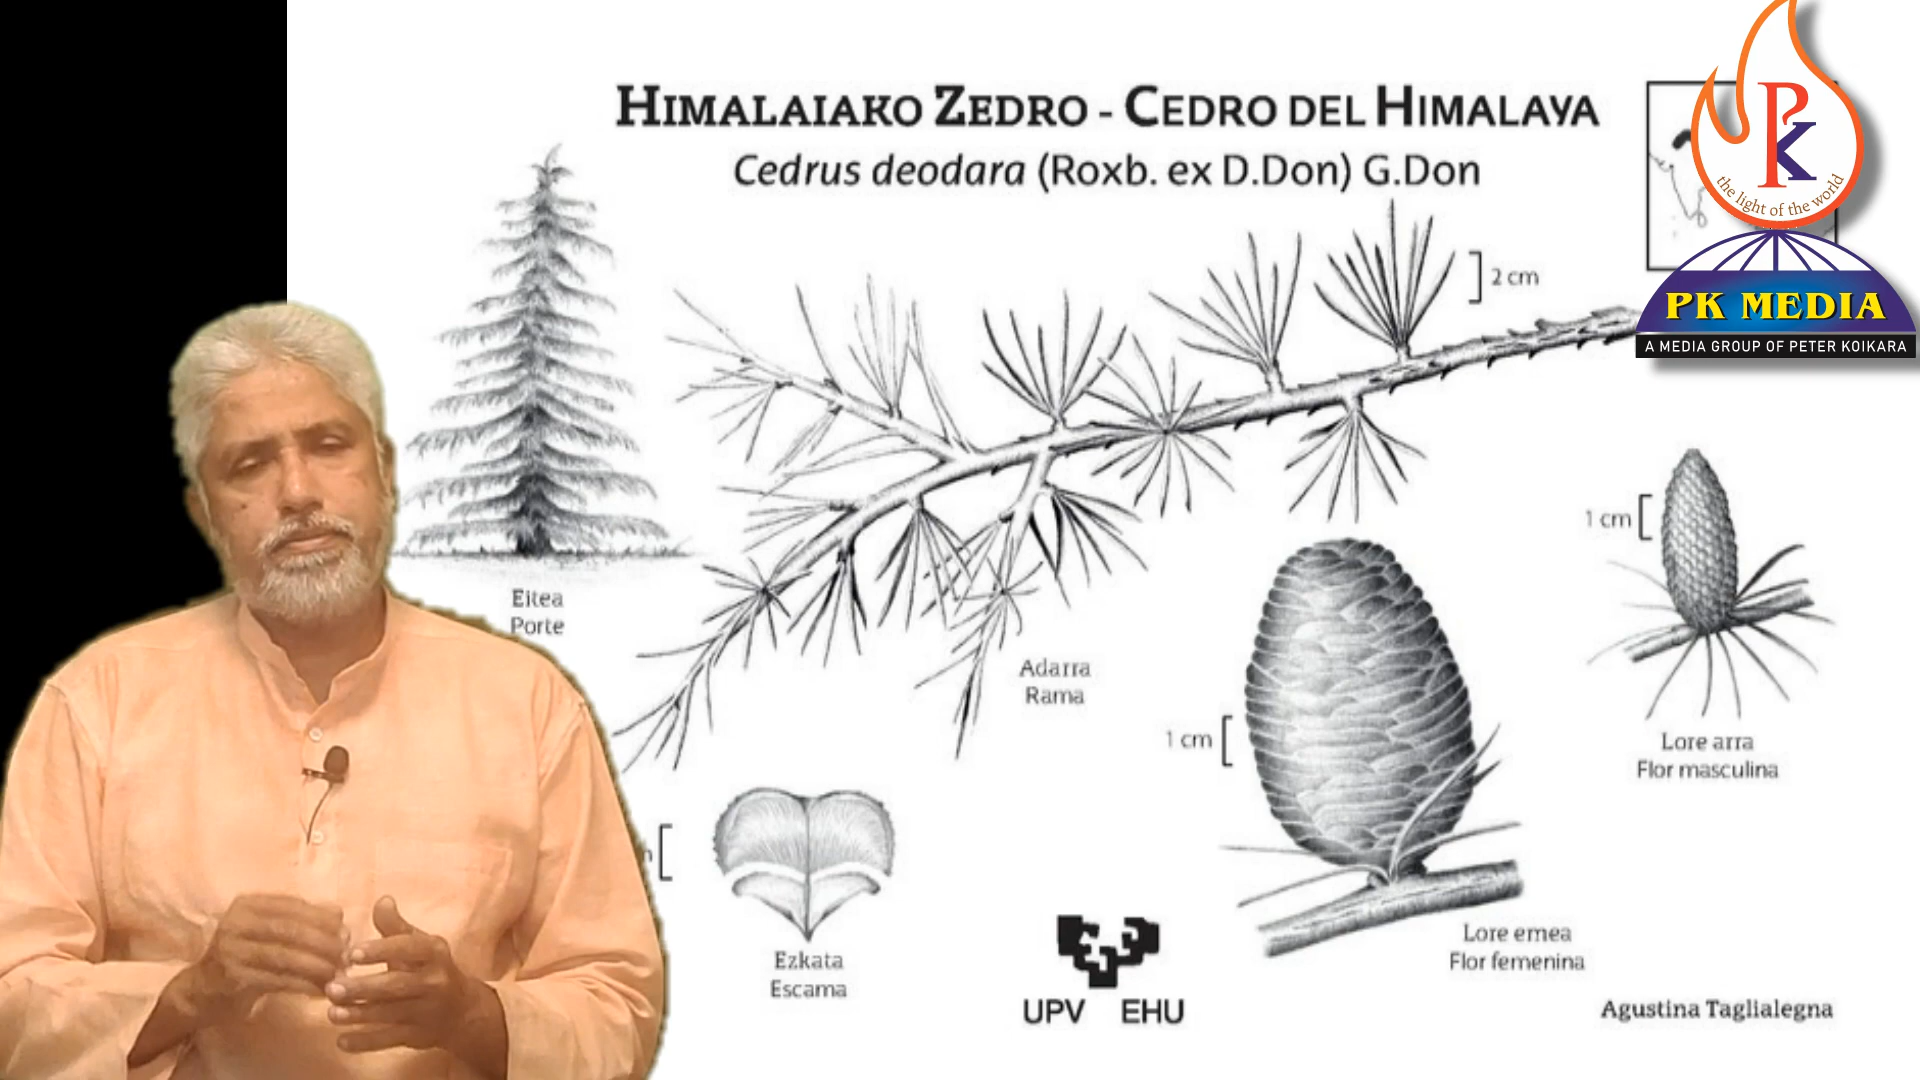 HIMALAIAKO ZEDRO - CEDRO DEL HIMALAYA
Cedrus deodara (Roxb. ex D.Don) G.Don
PK
the light of the world
PK MEDIA
A MEDIA GROUP OF PETER KOIKARA
2 cm
1 cm
Eitea
Porte
Adarra
Rama
1 cm
Lore arra
Flor masculina
Ezkata
Escama
Lore emea
Flor femenina
UPV EHU
Agustina Taglialegna